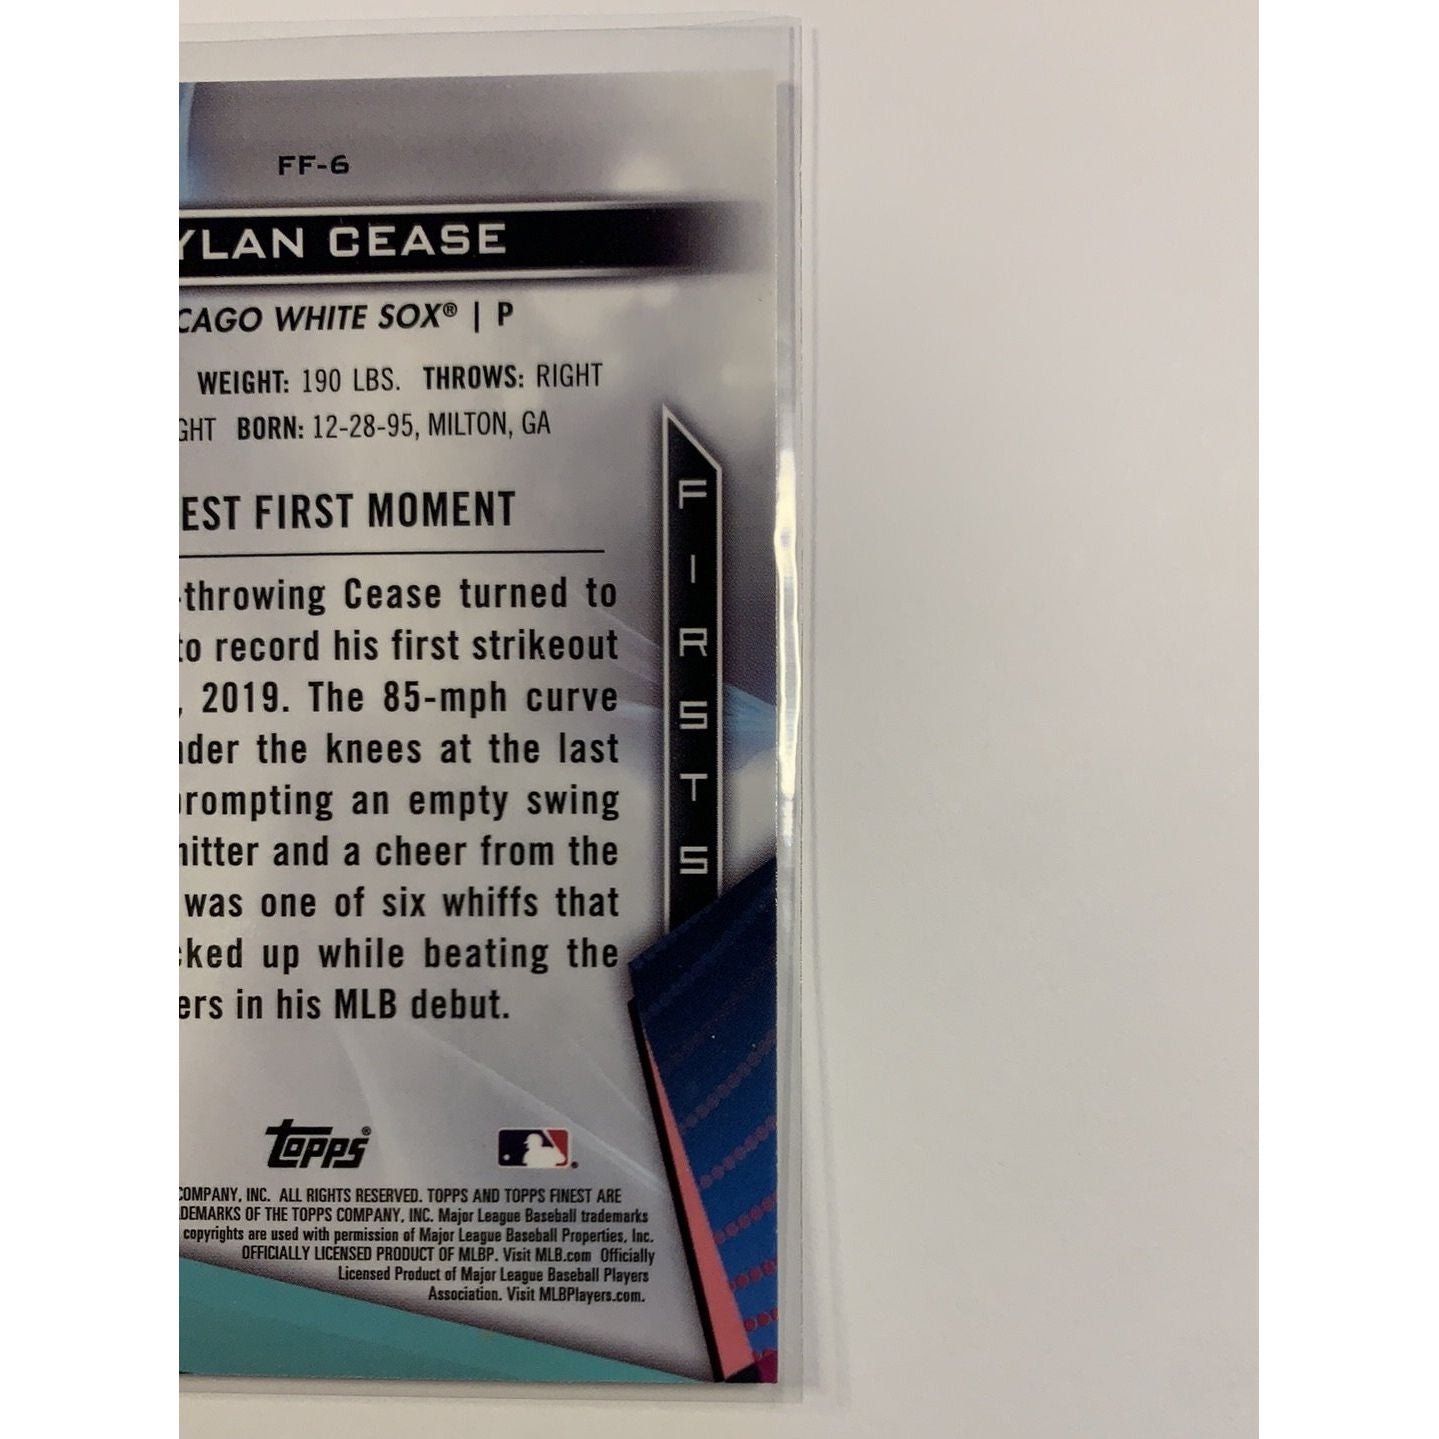 FF-6
YLAN CEASE
CAGO WHITE SOX® | P
WEIGHT: 190 LBS. THROWS: RIGHT
GHT BORN: 12-28-95, MILTON, GA
EST FIRST MOMENT
-throwing Cease turned to
to record his first strikeout
, 2019. The 85-mph curve
nder the knees at the last
prompting an empty swing
hitter and a cheer from the
was one of six whiffs that
cked up while beating the
ers in his MLB debut.
FIRSTS
TOPPS®
COMPANY, INC. ALL RIGHTS RESERVED. TOPPS AND TOPPS FINEST ARE
DEMARKS OF THE TOPPS COMPANY, INC. Major League Baseball trademarks
copyrights are used with permission of Major League Baseball Properties, Inc.
OFFICIALLY LICENSED PRODUCT OF MLBP. Visit MLB.com Officially
Licensed Product of Major League Baseball Players
Association. Visit MLBPlayers.com.